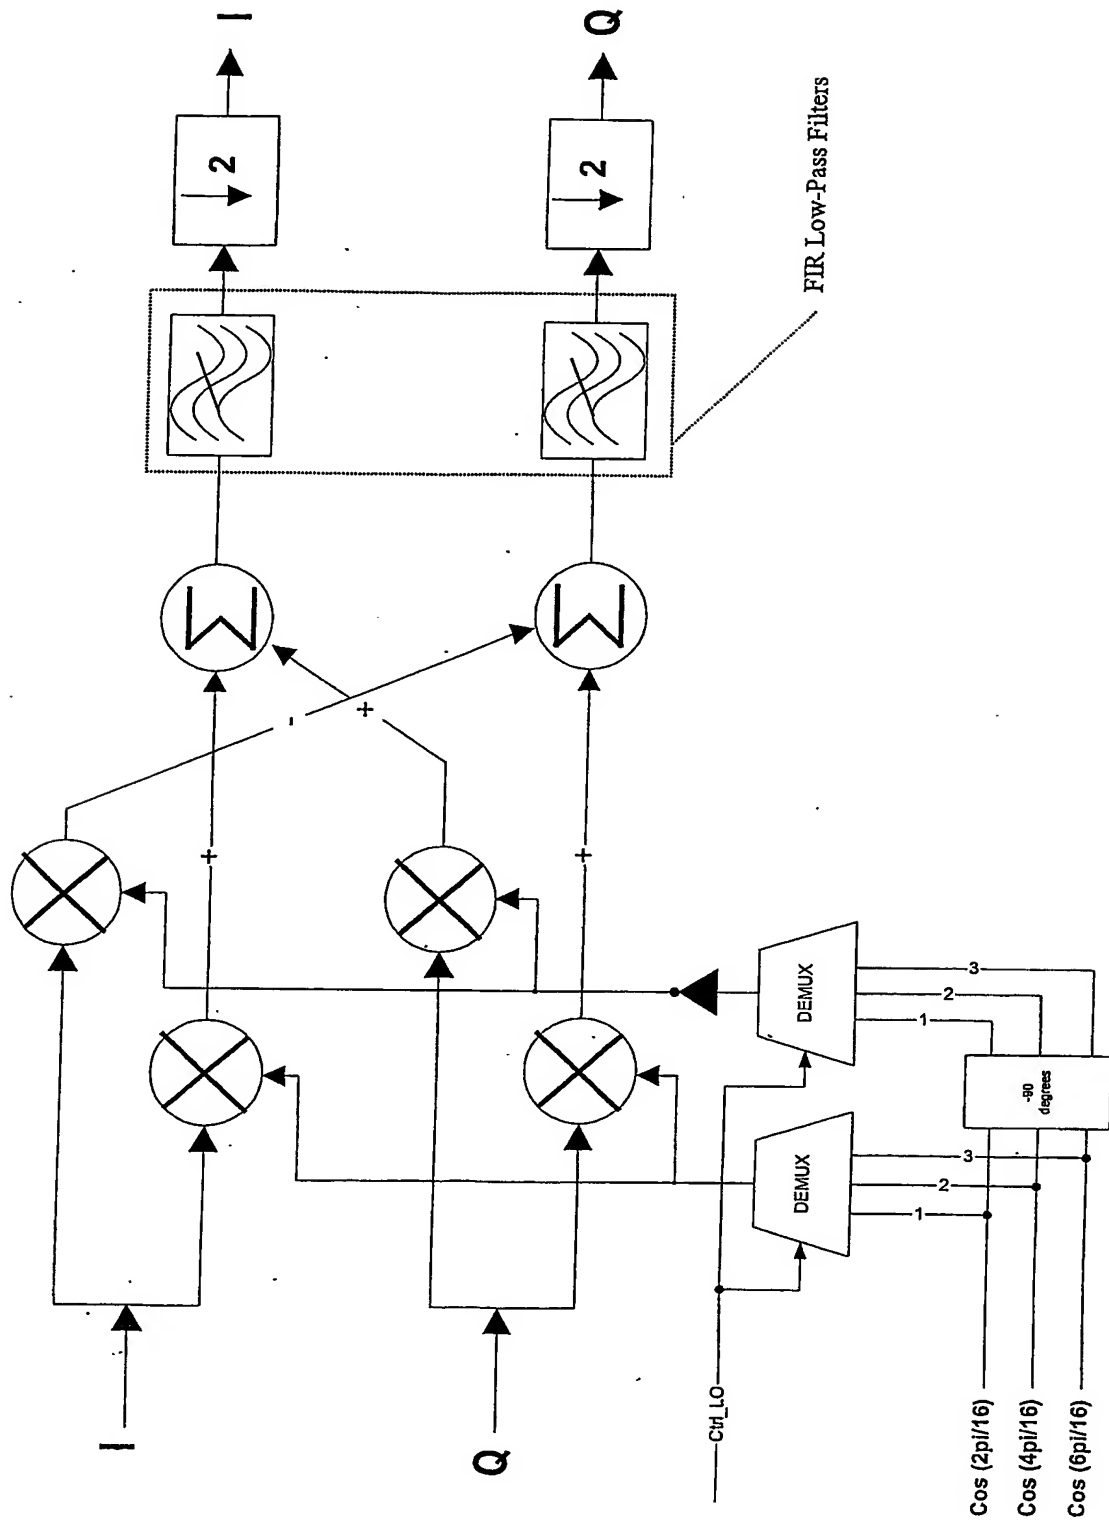 I
Q
2
2
FIR Low-Pass Filters
-
+
+
+
I
Q
Ctrl_LO
DEMUX
DEMUX
1
2
3
1
2
3
-90
degrees
Cos (2pi/16)
Cos (4pi/16)
Cos (6pi/16)